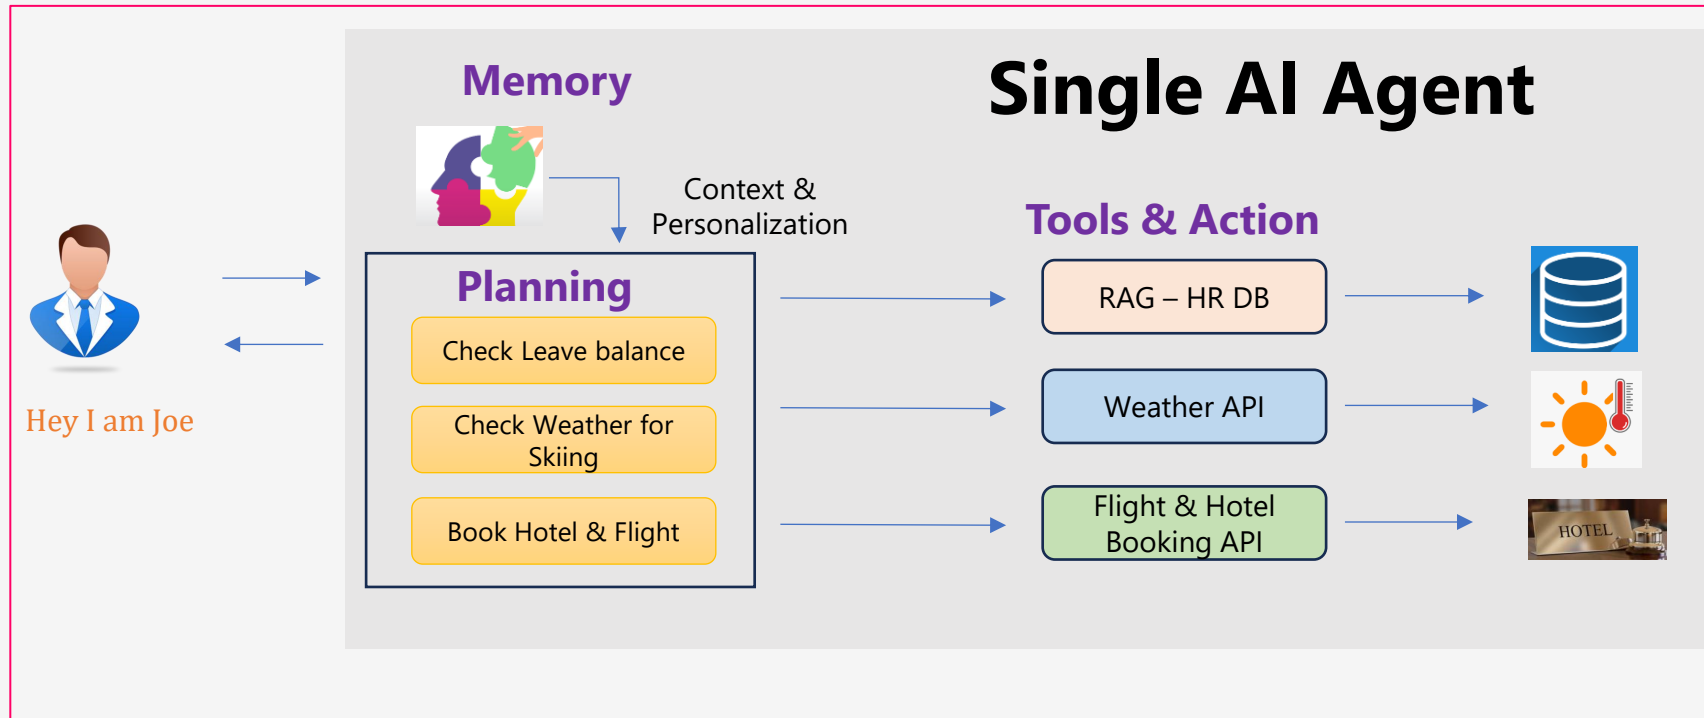 Memory
Single AI Agent
Context &
Personalization
Tools & Action
Planning
RAG – HR DB
Check Leave balance
Hey I am Joe
Check Weather for
Skiing
Weather API
Book Hotel & Flight
Flight & Hotel
Booking API
HOTEL